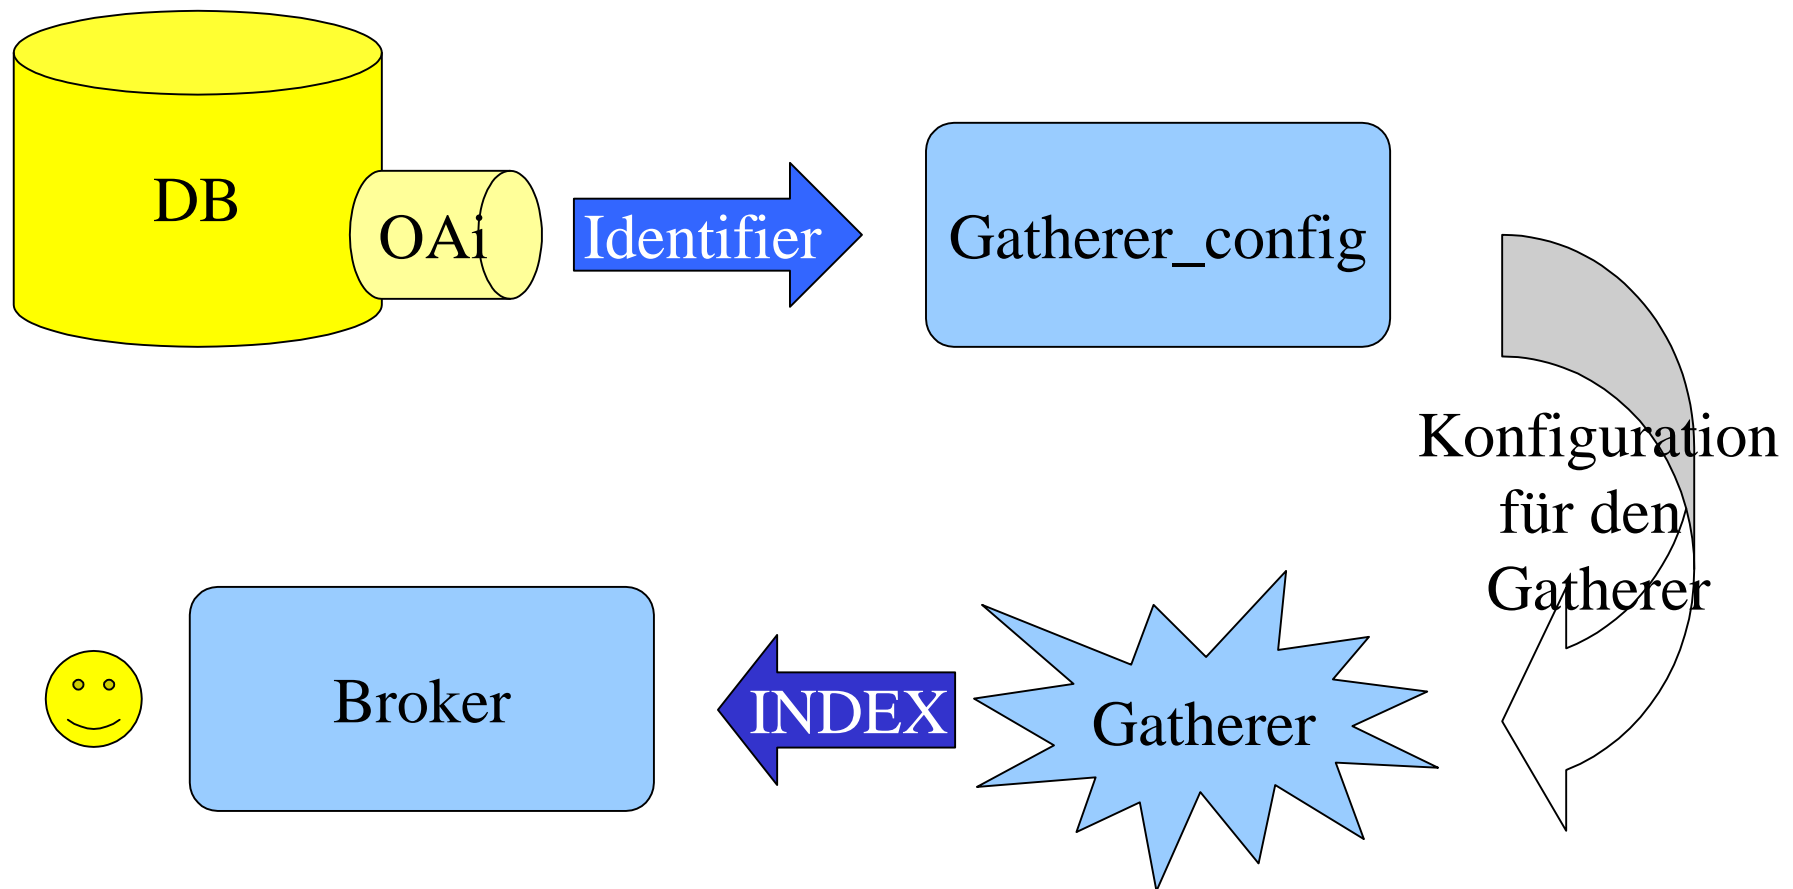 DB
OAi
Identifier
Gatherer_config
Konfiguration
für den
Gatherer
Broker
INDEX
Gatherer